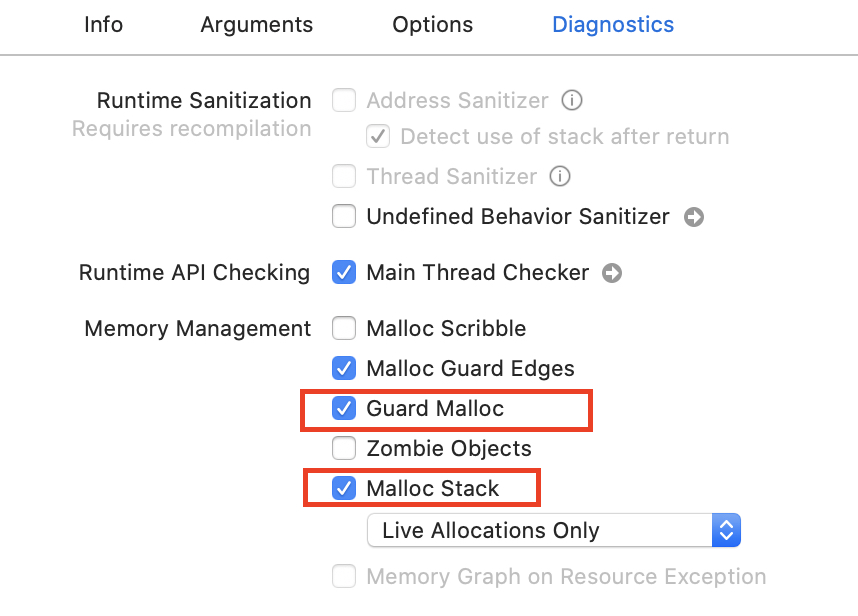 Info Arguments Options Diagnostics
Runtime Sanitization Address Sanitizer
Requires recompilation Detect use of stack after return
Thread Sanitizer
Undefined Behavior Sanitizer
Runtime API Checking Main Thread Checker
Memory Management Malloc Scribble
Malloc Guard Edges
Guard Malloc
Zombie Objects
Malloc Stack
Live Allocations Only
Memory Graph on Resource Exception